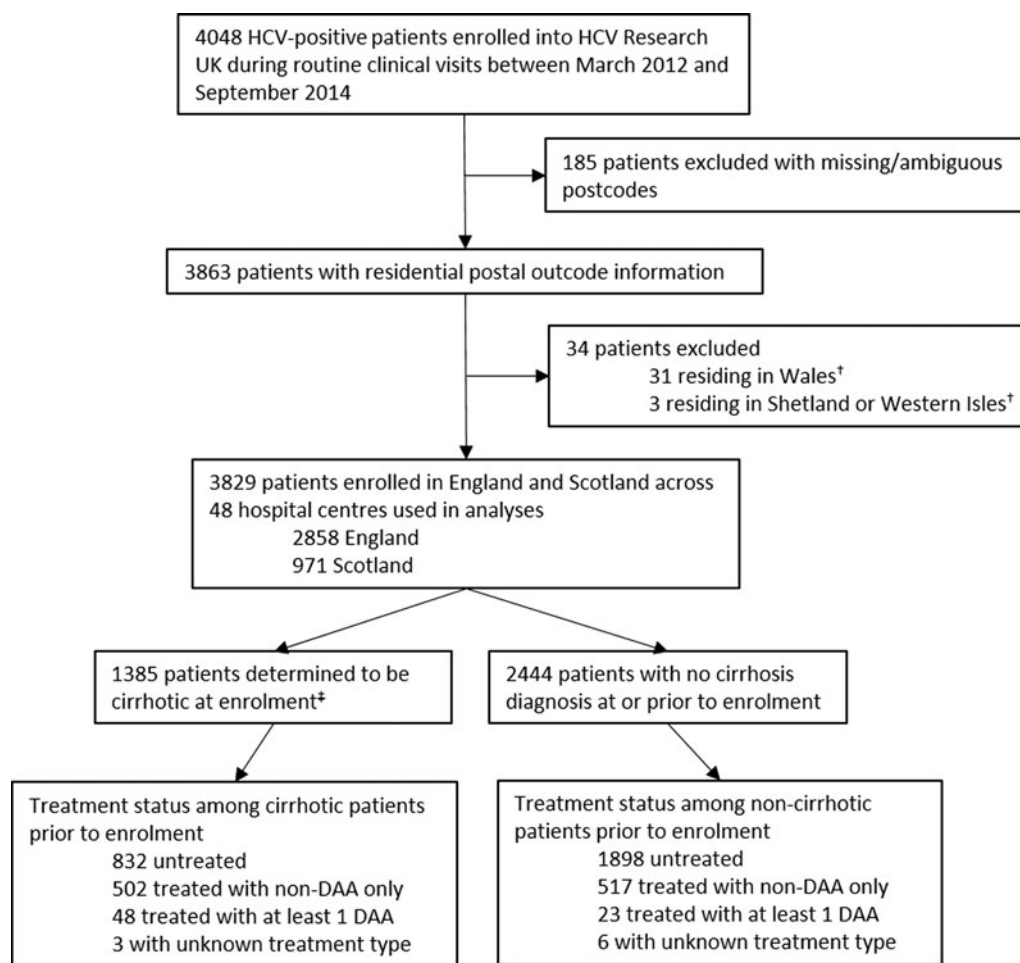 4048 HCV-positive patients enrolled into HCV Research
UK during routine clinical visits between March 2012 and
September 2014
185 patients excluded with missing/ambiguous
postcodes
3863 patients with residential postal outcode information
34 patients excluded
31 residing in Wales†
3 residing in Shetland or Western Isles†
3829 patients enrolled in England and Scotland across
48 hospital centres used in analyses
2858 England
971 Scotland
1385 patients determined to be
cirrhotic at enrolment‡
2444 patients with no cirrhosis
diagnosis at or prior to enrolment
Treatment status among cirrhotic patients
prior to enrolment
832 untreated
502 treated with non-DAA only
48 treated with at least 1 DAA
3 with unknown treatment type
Treatment status among non-cirrhotic
patients prior to enrolment
1898 untreated
517 treated with non-DAA only
23 treated with at least 1 DAA
6 with unknown treatment type